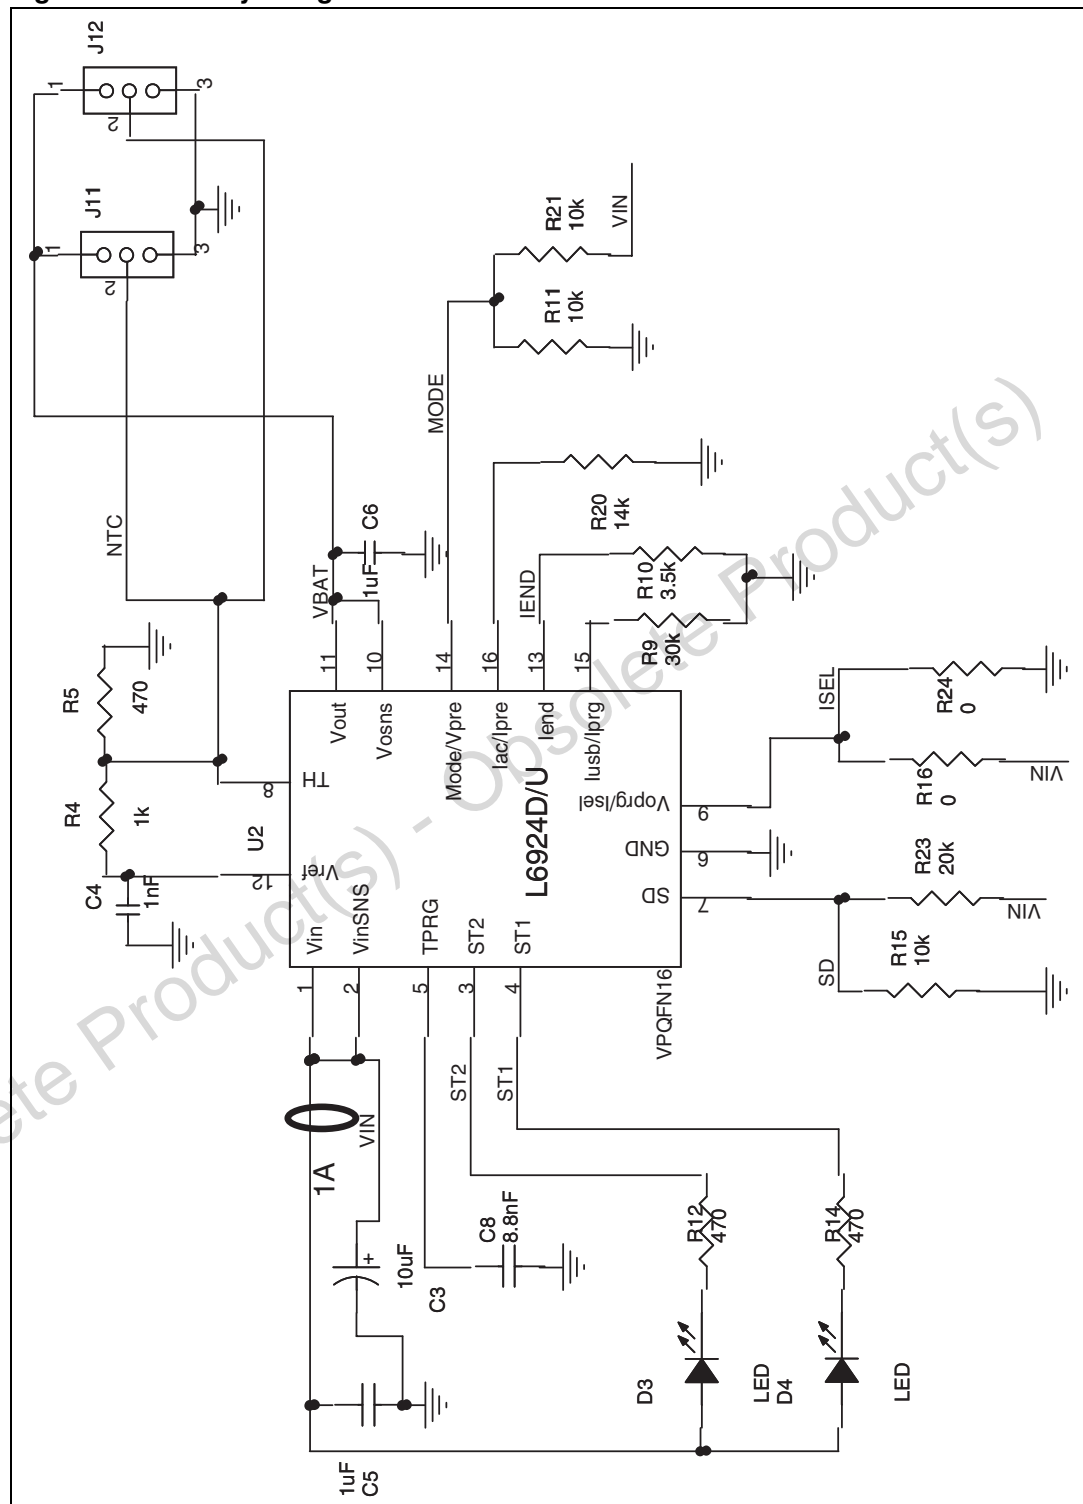 J12
1
2
3
J11
1
2
3
R21
10k
VIN
R11
10k
MODE
NTC
C6
1uF
VBAT
R20
14k
IEND
R10
3.5k
R9
30k
R5
470
R4
1k
C4
1nF
U2
11
10
14
16
13
15
Vout
Vosns
Mode/Vpre
Iac/Ipre
Iend
Iusb/Iprg
TH
8
Vref
12
L6924D/U
Voprg/Isel
9
GND
6
SD
7
Vin
VinSNS
TPRG
ST2
ST1
1
2
5
3
4
VPQFN16
ISEL
R24
0
R16
0
VIN
R23
20k
VIN
R15
10k
SD
ST2
ST1
VIN
1A
10uF
C3
C8
8.8nF
R12
470
R14
470
D3
LED
D4
LED
1uF
C5
ete Product(s) - Obsolete Product(s)